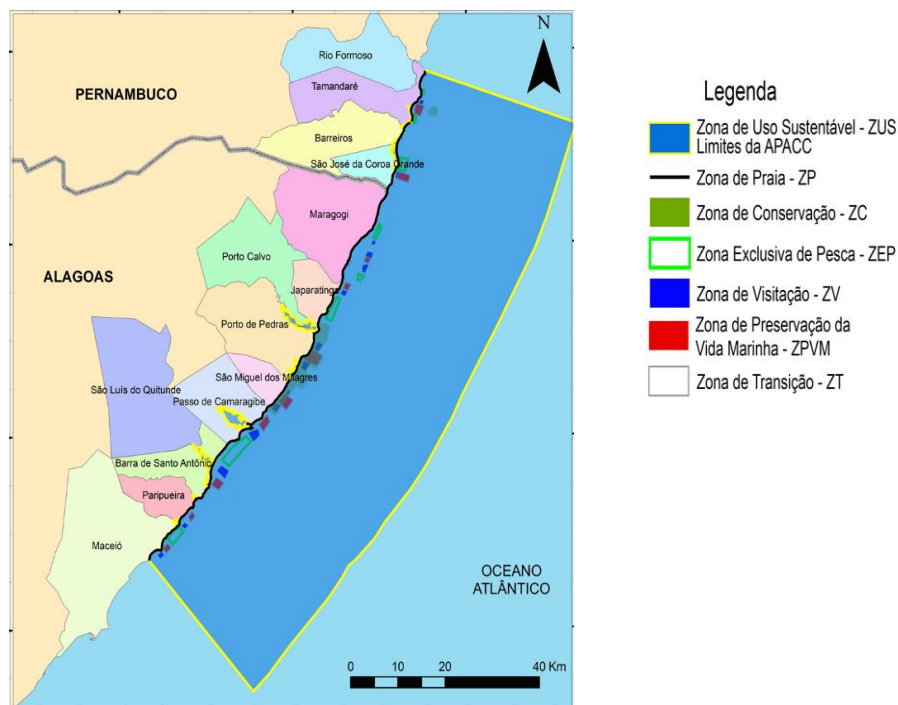 N
Rio Formoso
PERNAMBUCO
Tamandaré
Barreiros
São José da Coroa Grande
Maragogi
Porto Calvo
ALAGOAS
Japaratinga
Porto de Pedras
São Miguel dos Milagres
São Luís do Quitunde
Passo de Camaragibe
Barra de Santo Antônio
Paripueira
Maceió
OCEANO
ATLÂNTICO
0 10 20 40 Km
Legenda
Zona de Uso Sustentável - ZUS
Limites da APACC
Zona de Praia - ZP
Zona de Conservação - ZC
Zona Exclusiva de Pesca - ZEP
Zona de Visitação - ZV
Zona de Preservação da
Vida Marinha - ZPVM
Zona de Transição - ZT